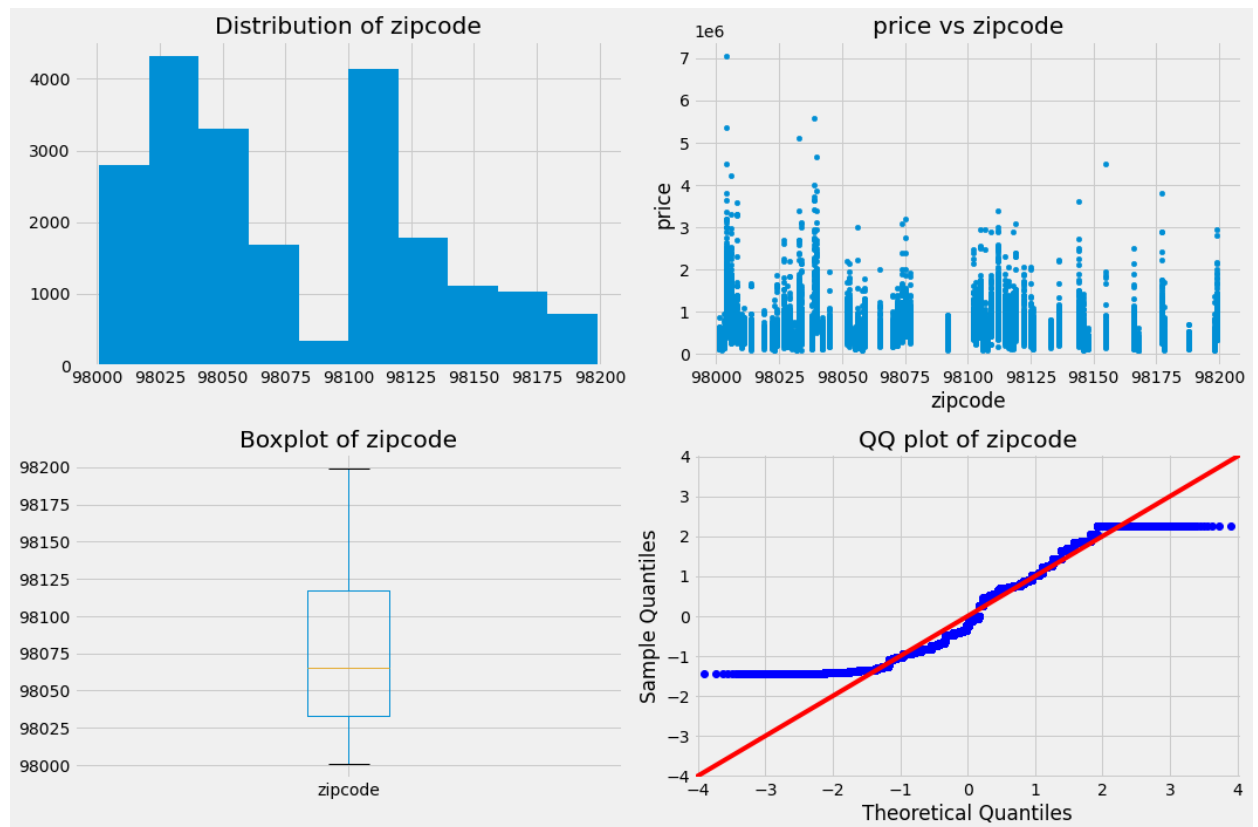 Distribution of zipcode
4000
3000
2000
1000
0
98000 98025 98050 98075 98100 98125 98150 98175 98200
price vs zipcode
1e6
7
6
5
4
3
2
1
0
price
98000 98025 98050 98075 98100 98125 98150 98175 98200
zipcode
Boxplot of zipcode
98200
98175
98150
98125
98100
98075
98050
98025
98000
zipcode
QQ plot of zipcode
4
3
2
1
0
−1
−2
−3
−4
Sample Quantiles
−4 −3 −2 −1 0 1 2 3 4
Theoretical Quantiles